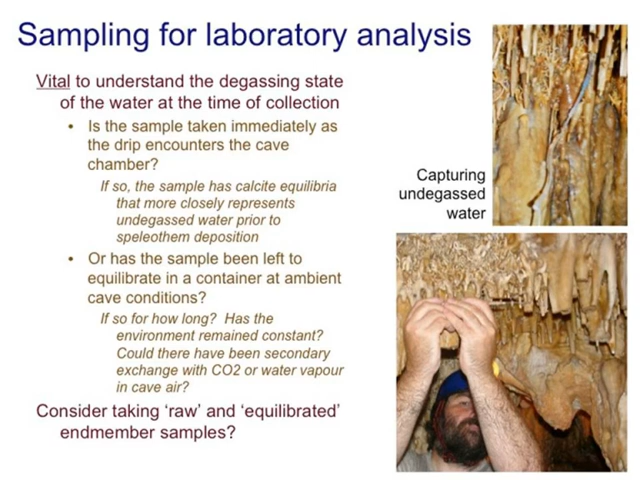 Sampling for laboratory analysis
Vital to understand the degassing state
of the water at the time of collection
• Is the sample taken immediately as
the drip encounters the cave
chamber?
If so, the sample has calcite equilibria
that more closely represents
undegassed water prior to
speleothem deposition
• Or has the sample been left to
equilibrate in a container at ambient
cave conditions?
If so for how long? Has the
environment remained constant?
Could there have been secondary
exchange with CO2 or water vapour
in cave air?
Consider taking 'raw' and 'equilibrated'
endmember samples?
Capturing
undegassed
water